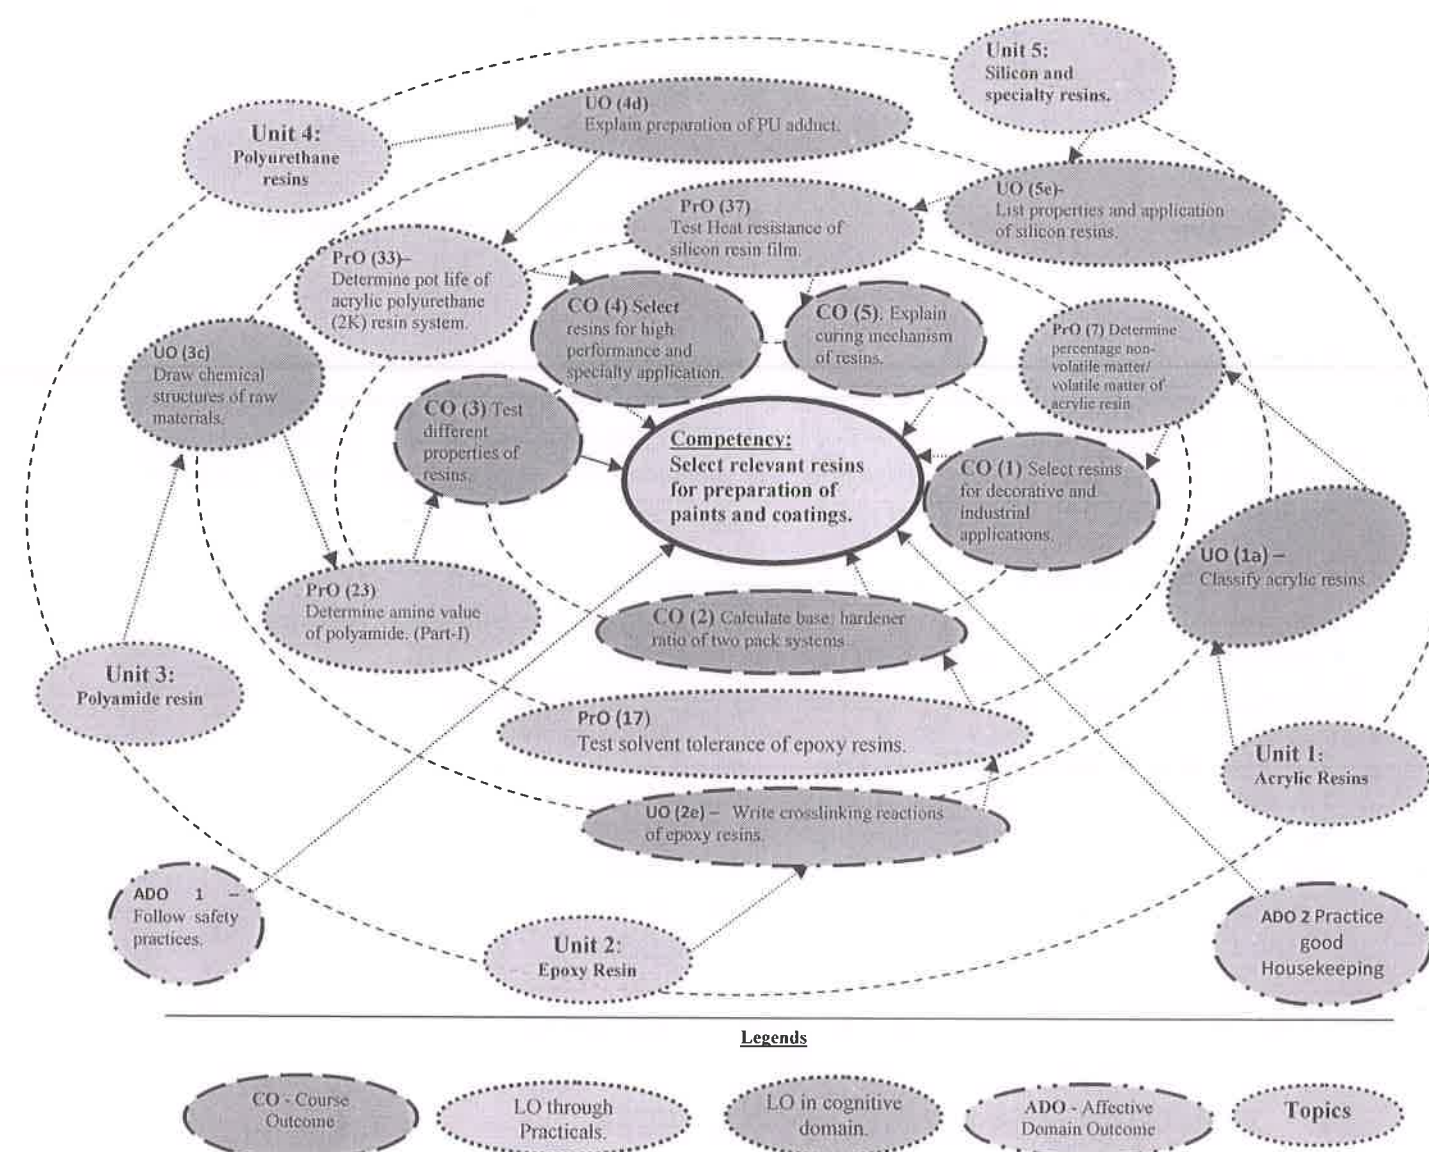 Unit 5:
Silicon and
specialty resins.
UO (4d)
Explain preparation of PU adduct.
Unit 4:
Polyurethane
resins
UO (5e)-
List properties and application
of silicon resins.
PrO (37)
Test Heat resistance of
silicon resin film.
PrO (33)–
Determine pot life of
acrylic polyurethane
(2K) resin system.
CO (4) Select
resins for high
performance and
specialty application.
CO (5). Explain
curing mechanism
of resins.
PrO (7) Determine
percentage non-
volatile matter/
volatile matter of
acrylic resin
UO (3c)
Draw chemical
structures of raw
materials.
CO (3) Test
different
properties of
resins.
Competency:
Select relevant resins
for preparation of
paints and coatings.
CO (1) Select resins
for decorative and
industrial
applications.
UO (1a) –
Classify acrylic resins
PrO (23)
Determine amine value
of polyamide. (Part-I)
CO (2) Calculate base: hardener
ratio of two pack systems
Unit 3:
Polyamide resin
PrO (17)
Test solvent tolerance of epoxy resins.
Unit 1:
Acrylic Resins
UO (2e) – Write crosslinking reactions
of epoxy resins.
ADO 1 –
Follow safety
practices.
Unit 2:
Epoxy Resin
ADO 2 Practice
good
Housekeeping
Legends
CO - Course
Outcome
LO through
Practicals.
LO in cognitive
domain.
ADO - Affective
Domain Outcome
Topics